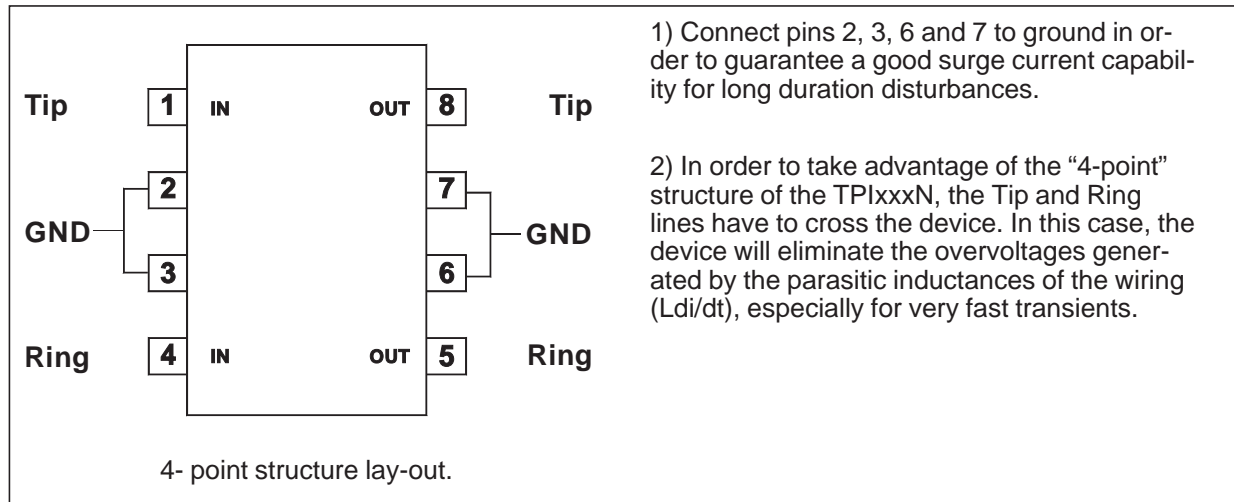 Tip 1 IN OUT 8 Tip
2 7
GND GND
3 6
Ring 4 IN OUT 5 Ring
4- point structure lay-out.
1) Connect pins 2, 3, 6 and 7 to ground in or-
der to guarantee a good surge current capabil-
ity for long duration disturbances.
2) In order to take advantage of the “4-point”
structure of the TPIxxxN, the Tip and Ring
lines have to cross the device. In this case, the
device will eliminate the overvoltages gener-
ated by the parasitic inductances of the wiring
(Ldi/dt), especially for very fast transients.